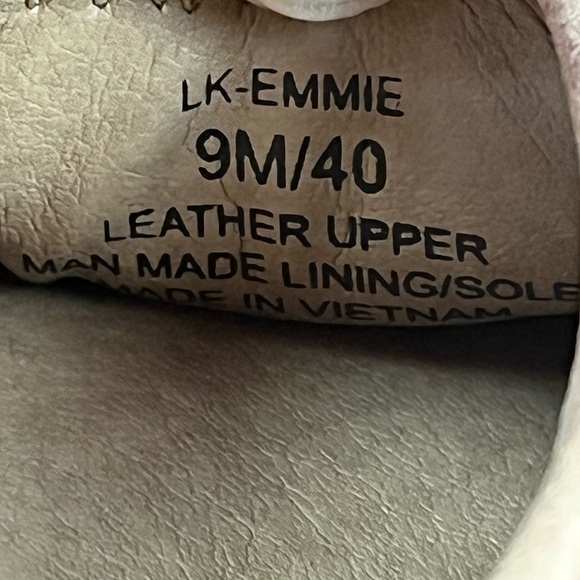 LK-EMMIE
9M/40
LEATHER UPPER
MAN MADE LINING/SOLE
MADE IN VIETNAM